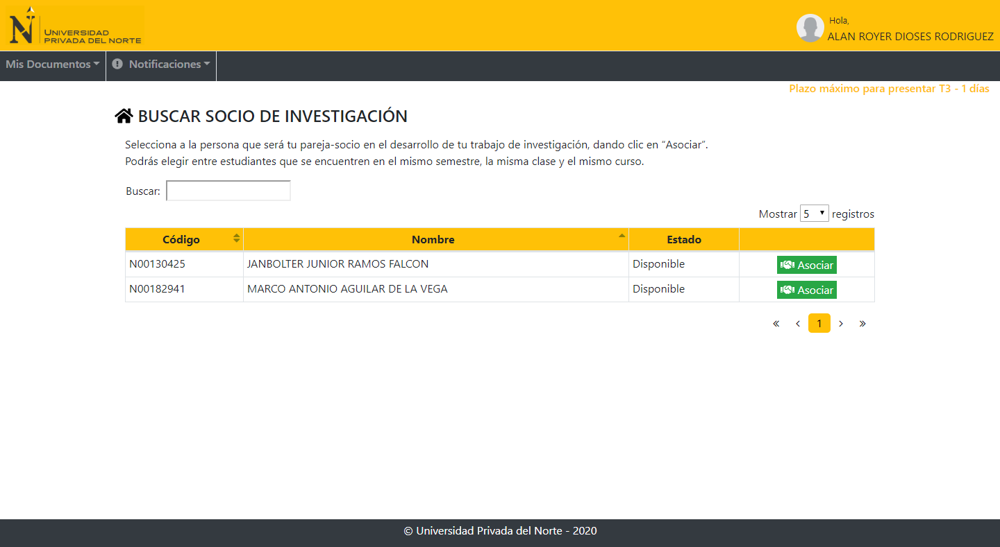 UNIVERSIDAD
PRIVADA DEL NORTE
Hola,
ALAN ROYER DIOSES RODRIGUEZ
Mis Documentos
Notificaciones
Plazo máximo para presentar T3 - 1 días
BUSCAR SOCIO DE INVESTIGACIÓN
Selecciona a la persona que será tu pareja-socio en el desarrollo de tu trabajo de investigación, dando clic en “Asociar”.
Podrás elegir entre estudiantes que se encuentren en el mismo semestre, la misma clase y el mismo curso.
Buscar:
Mostrar 5 registros
Código Nombre Estado
N00130425 JANBOLTER JUNIOR RAMOS FALCON Disponible Asociar
N00182941 MARCO ANTONIO AGUILAR DE LA VEGA Disponible Asociar
« ‹ 1 › »
© Universidad Privada del Norte - 2020